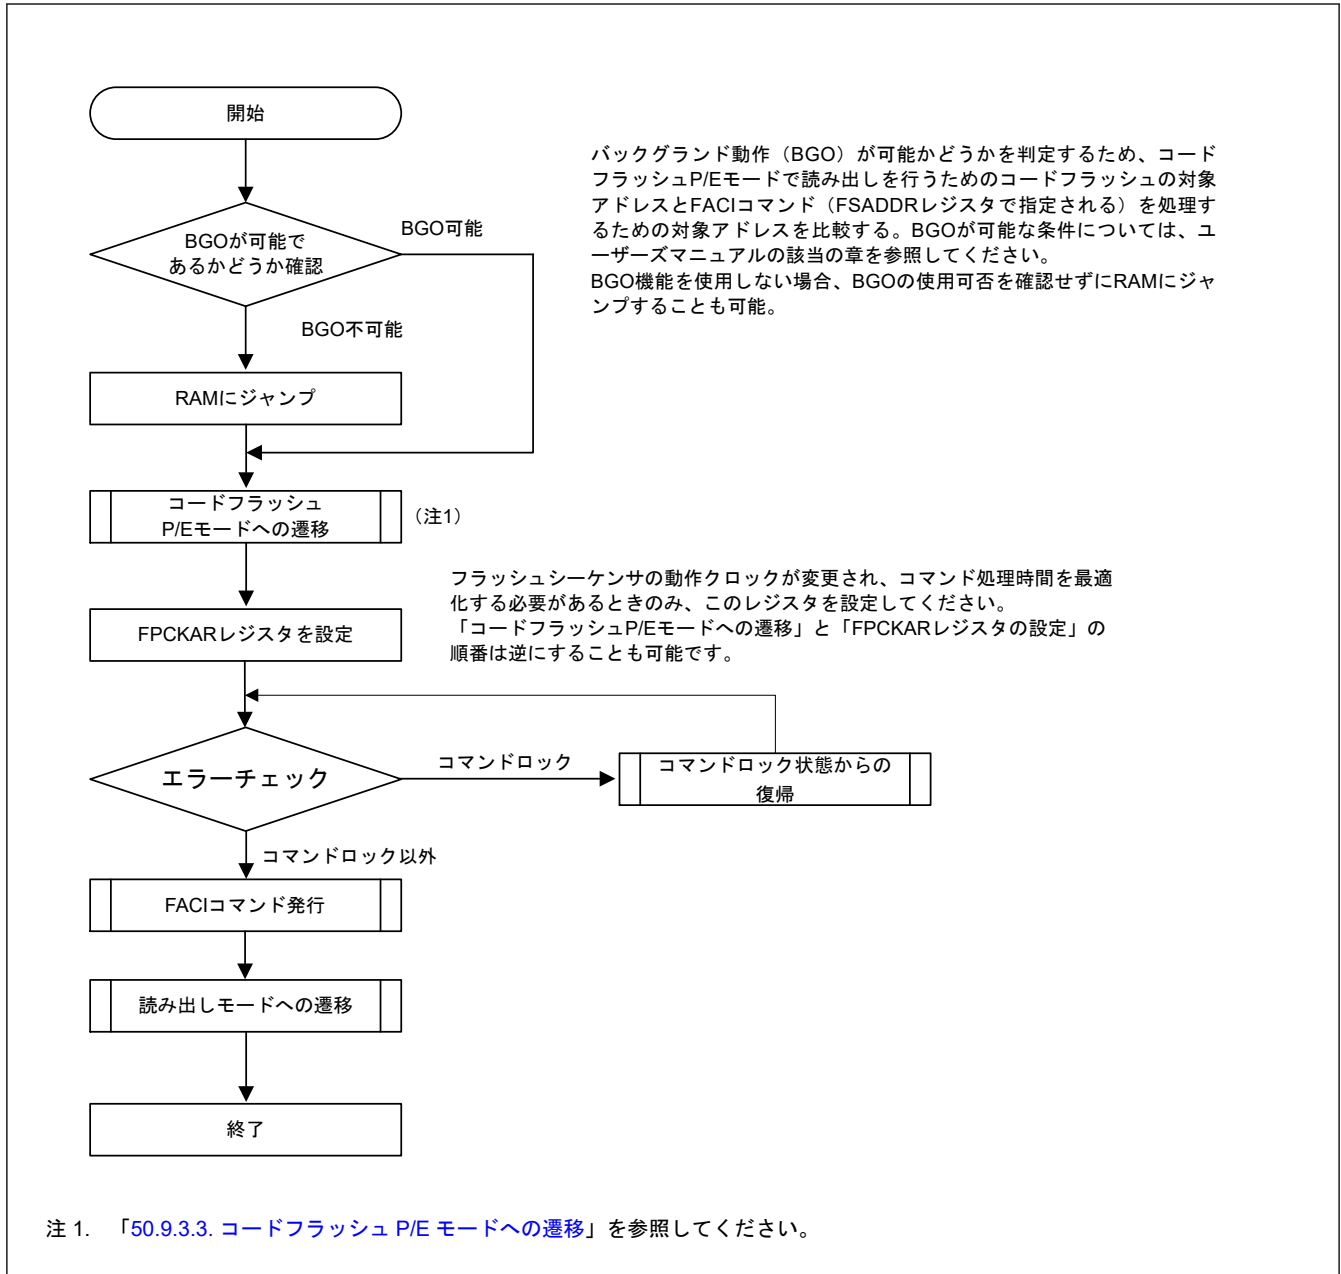 開始
バックグランド動作（BGO）が可能かどうかを判定するため、コード
フラッシュP/Eモードで読み出しを行うためのコードフラッシュの対象
アドレスとFACIコマンド（FSADDRレジスタで指定される）を処理す
るための対象アドレスを比較する。BGOが可能な条件については、ユ
ーザーズマニュアルの該当の章を参照してください。
BGO機能を使用しない場合、BGOの使用可否を確認せずにRAMにジャ
ンプすることも可能。
BGOが可能で
あるかどうか確認
BGO可能
BGO不可能
RAMにジャンプ
コードフラッシュ
P/Eモードへの遷移
（注1）
フラッシュシーケンサの動作クロックが変更され、コマンド処理時間を最適
化する必要があるときのみ、このレジスタを設定してください。
「コードフラッシュP/Eモードへの遷移」と「FPCKARレジスタの設定」の
順番は逆にすることも可能です。
FPCKARレジスタを設定
エラーチェック
コマンドロック
コマンドロック状態からの
復帰
コマンドロック以外
FACIコマンド発行
読み出しモードへの遷移
終了
注 1. 「50.9.3.3. コードフラッシュ P/E モードへの遷移」を参照してください。